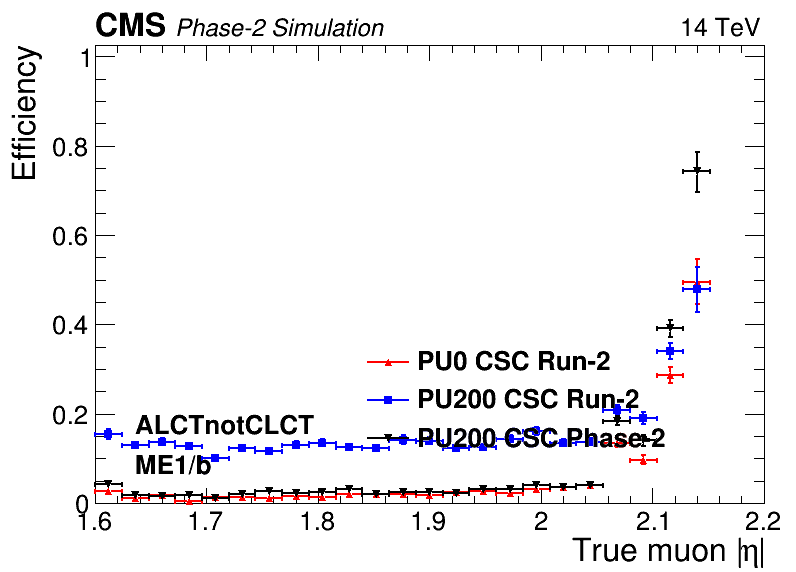 CMS Phase-2 Simulation 14 TeV
Efficiency
1
0.8
0.6
0.4
0.2
0
PU0 CSC Run-2
PU200 CSC Run-2
PU200 CSC Phase-2
ALCTnotCLCT
ME1/b
1.6 1.7 1.8 1.9 2 2.1 2.2
True muon |η|